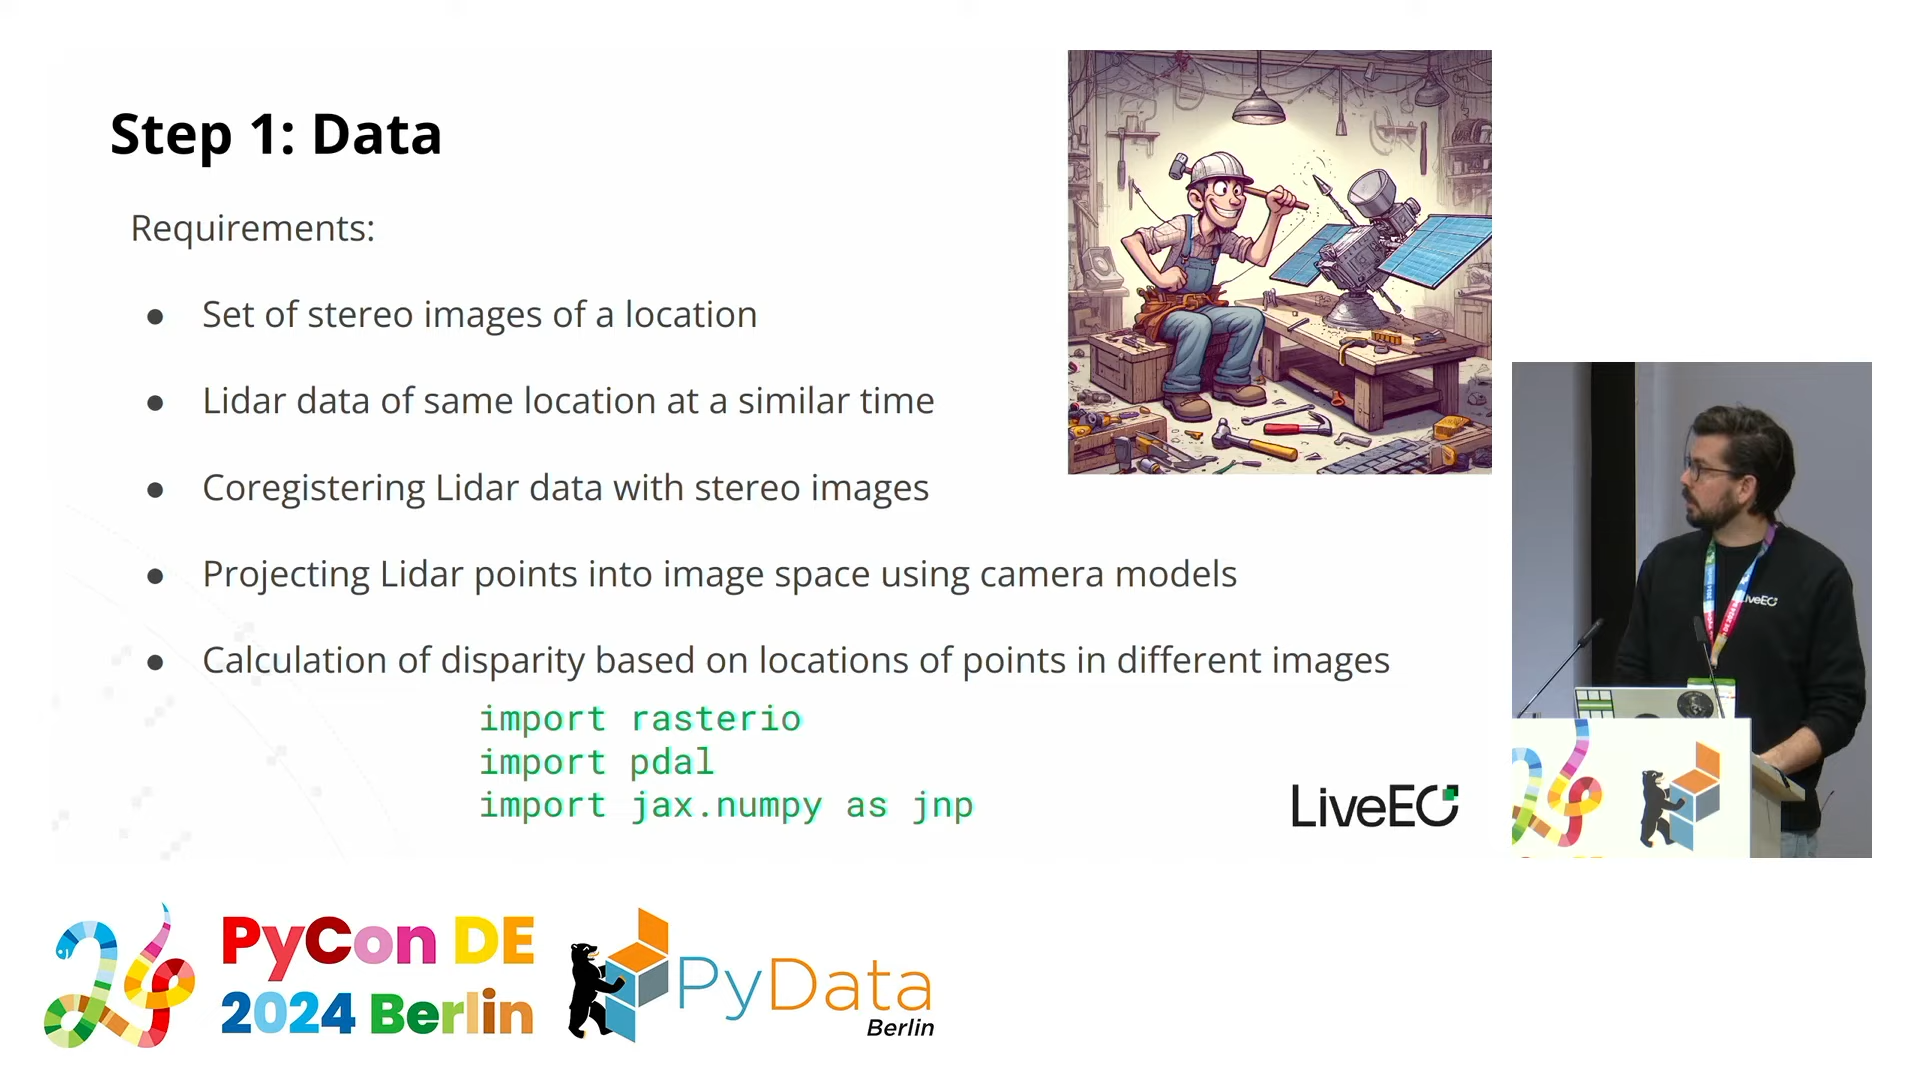 Step 1: Data
Requirements:
● Set of stereo images of a location
● Lidar data of same location at a similar time
● Coregistering Lidar data with stereo images
● Projecting Lidar points into image space using camera models
● Calculation of disparity based on locations of points in different images
import rasterio
import pdal
import jax.numpy as jnp
LiveEO
LiveEO
PyCon DE
2024 Berlin
PyData
Berlin